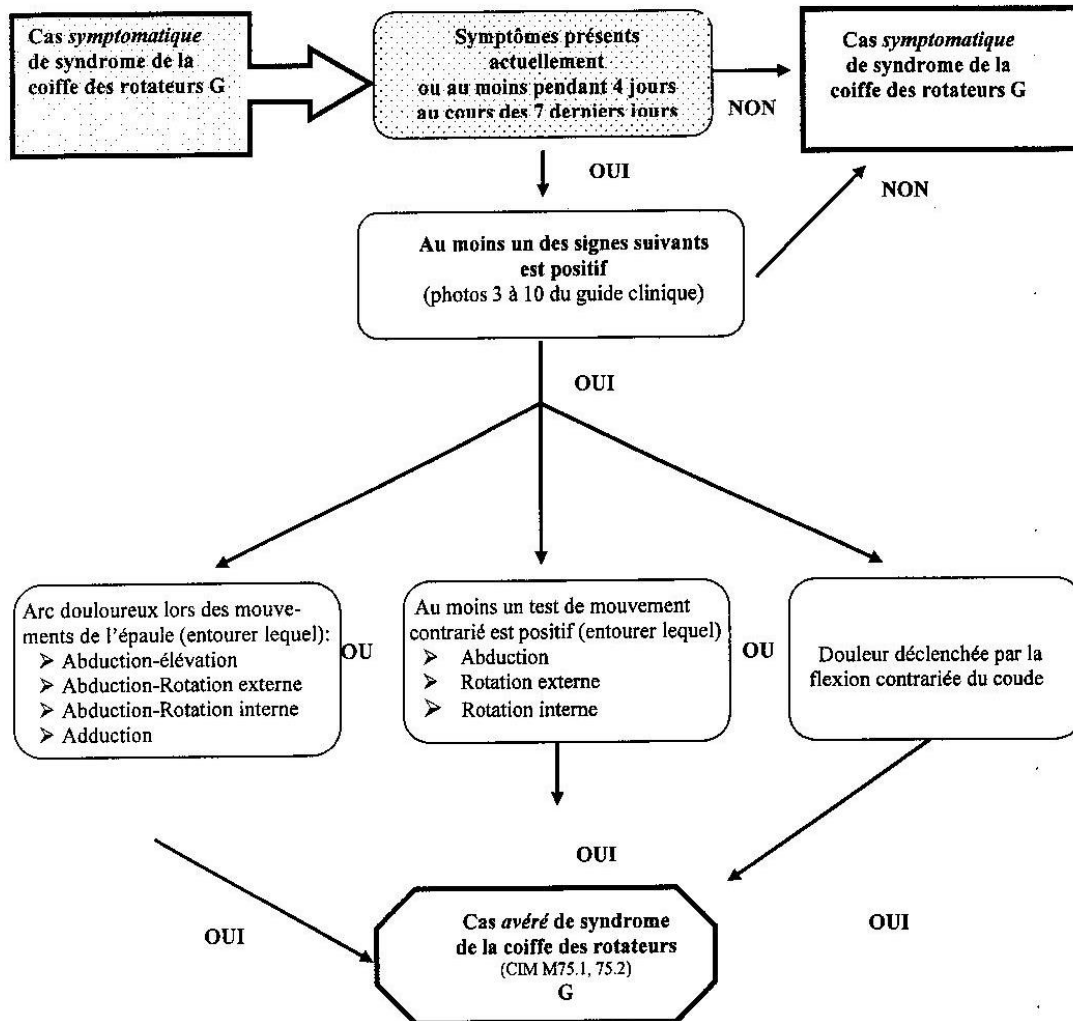 Cas symptomatique
de syndrome de la
coiffe des rotateurs G
Symptômes présents
actuellement
ou au moins pendant 4 jours
au cours des 7 derniers jours
NON
Cas symptomatique
de syndrome de la
coiffe des rotateurs G
OUI
NON
Au moins un des signes suivants
est positif
(photos 3 à 10 du guide clinique)
OUI
Arc douloureux lors des mouve-
ments de l'épaule (entourer lequel):
➢ Abduction-élévation
➢ Abduction-Rotation externe
➢ Abduction-Rotation interne
➢ Adduction
OU
Au moins un test de mouvement
contrarié est positif (entourer lequel)
➢ Abduction
➢ Rotation externe
➢ Rotation interne
OU
Douleur déclenchée par la
flexion contrariée du coude
OUI
OUI
OUI
Cas avéré de syndrome
de la coiffe des rotateurs
(CIM M75.1, 75.2)
G